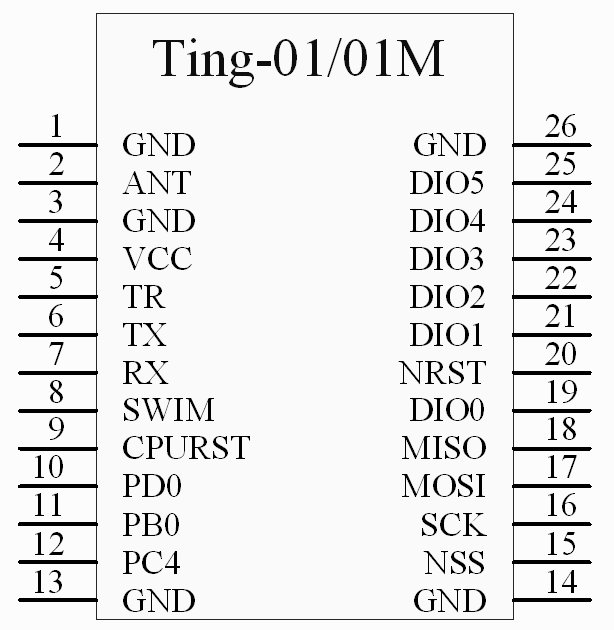 Ting-01/01M
1 GND GND 26
2 ANT DIO5 25
3 GND DIO4 24
4 VCC DIO3 23
5 TR DIO2 22
6 TX DIO1 21
7 RX NRST 20
8 SWIM DIO0 19
9 CPURST MISO 18
10 PD0 MOSI 17
11 PB0 SCK 16
12 PC4 NSS 15
13 GND GND 14